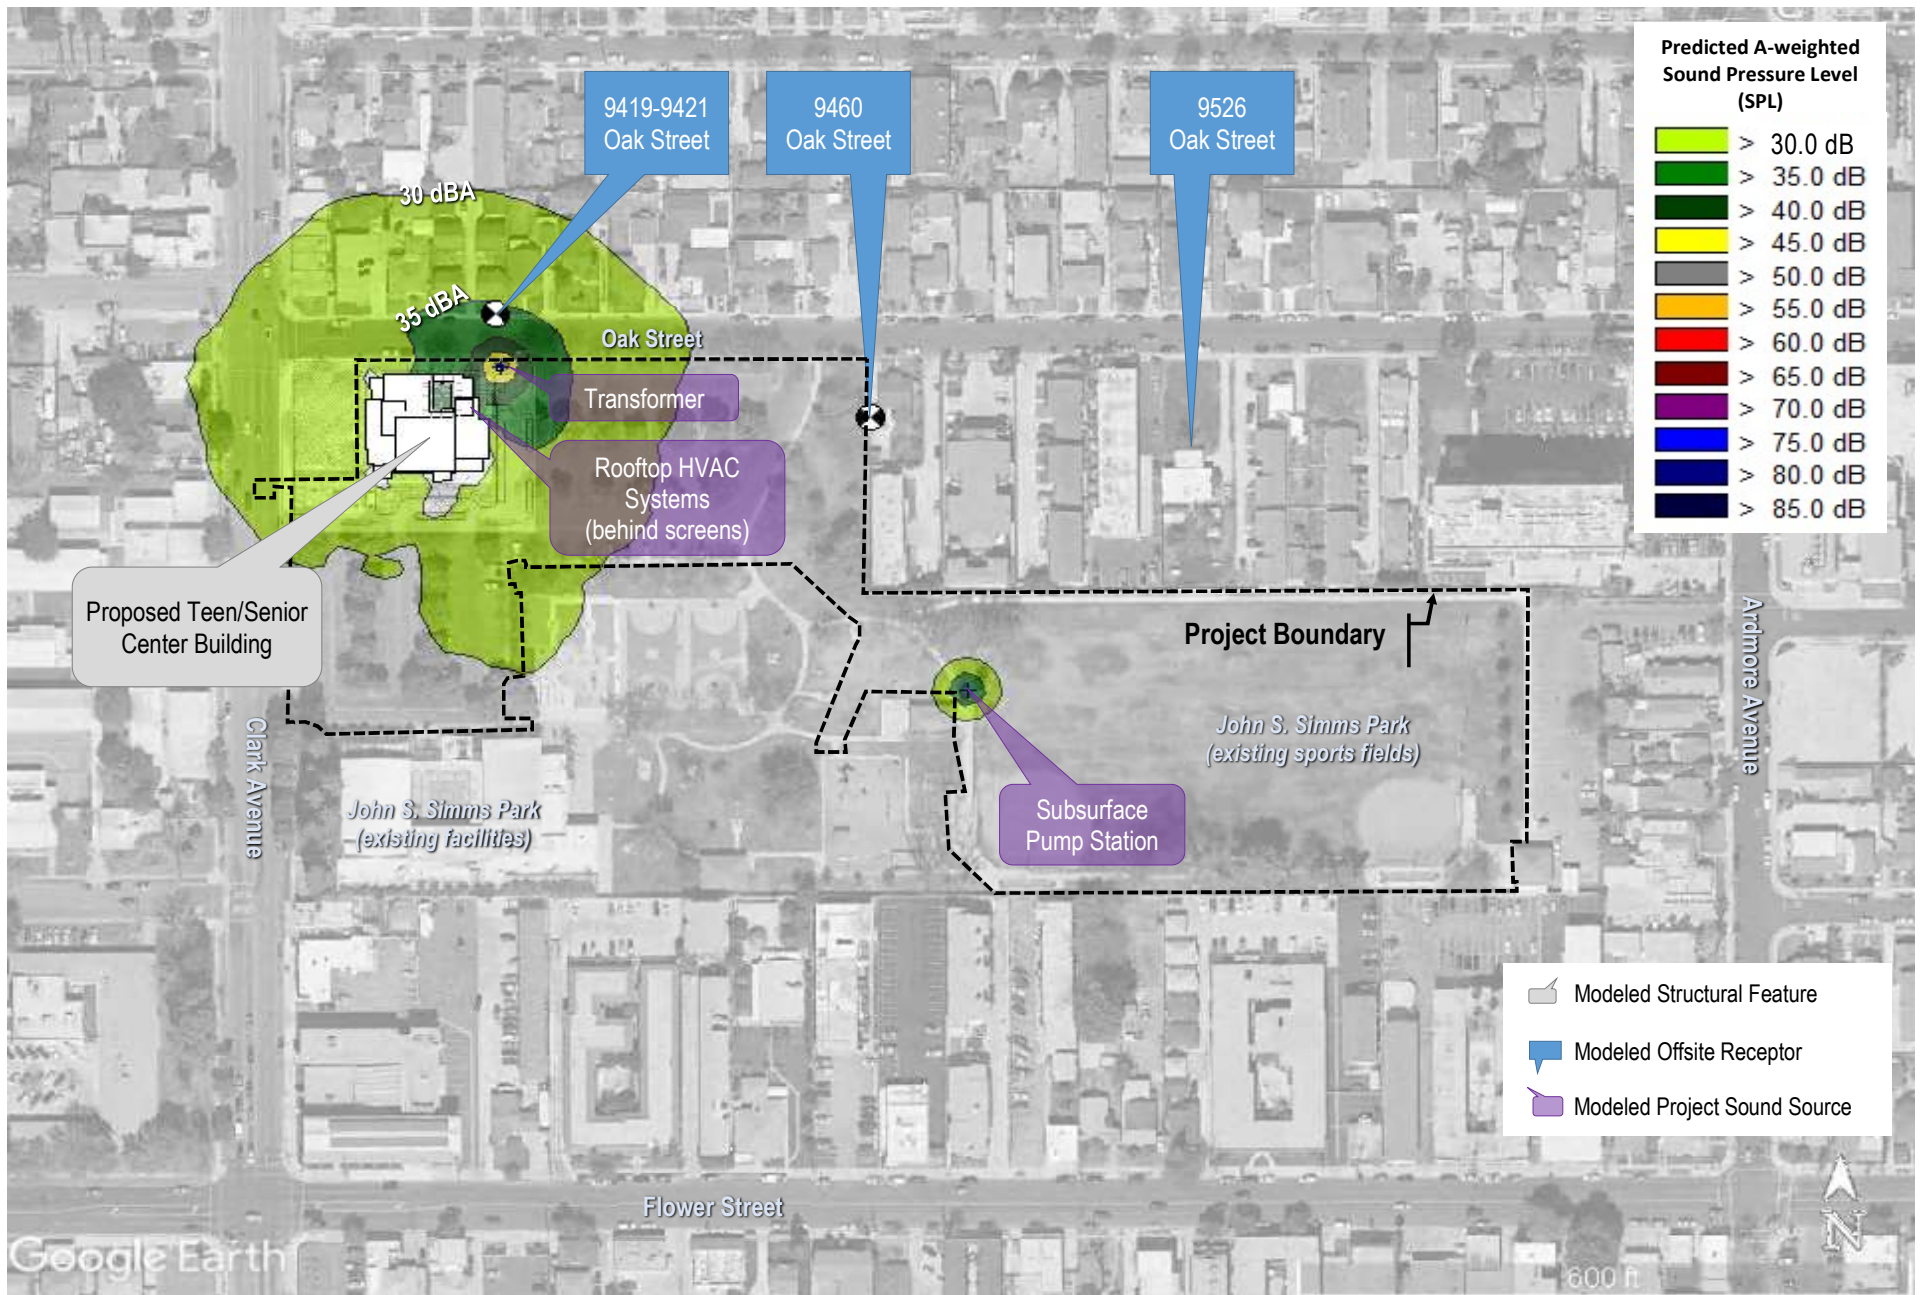 9419-9421
Oak Street
9460
Oak Street
9526
Oak Street
Predicted A-weighted
Sound Pressure Level
(SPL)
> 30.0 dB
> 35.0 dB
> 40.0 dB
> 45.0 dB
> 50.0 dB
> 55.0 dB
> 60.0 dB
> 65.0 dB
> 70.0 dB
> 75.0 dB
> 80.0 dB
> 85.0 dB
30 dBA
35 dBA
Oak Street
Transformer
Rooftop HVAC
Systems
(behind screens)
Proposed Teen/Senior
Center Building
Project Boundary
Ardmore Avenue
Clark Avenue
John S. Simms Park
(existing sports fields)
John S. Simms Park
(existing facilities)
Subsurface
Pump Station
Modeled Structural Feature
Modeled Offsite Receptor
Modeled Project Sound Source
Flower Street
N
Google Earth
600 ft